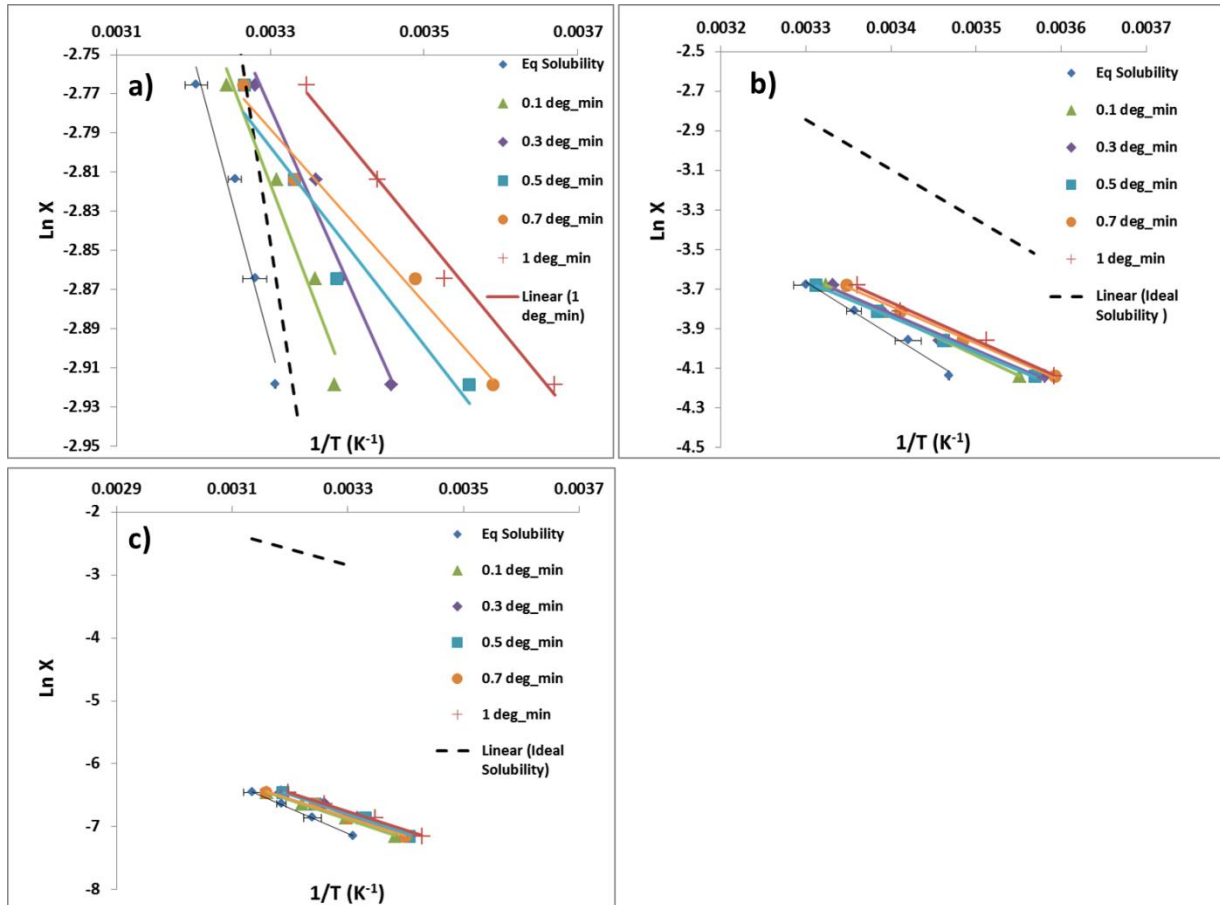 0.0031 0.0033 0.0035 0.0037
-2.75
-2.77
-2.79
-2.81
-2.83
-2.85
-2.87
-2.89
-2.91
-2.93
-2.95
Ln X
a)
Eq Solubility
0.1 deg_min
0.3 deg_min
0.5 deg_min
0.7 deg_min
1 deg_min
Linear (1
deg_min)
1/T (K-1)
0.0032 0.0033 0.0034 0.0035 0.0036 0.0037
-2.5
-2.7
-2.9
-3.1
-3.3
-3.5
-3.7
-3.9
-4.1
-4.3
-4.5
Ln X
b)
Eq Solubility
0.1 deg_min
0.3 deg_min
0.5 deg_min
0.7 deg_min
1 deg_min
Linear (Ideal
Solubility )
1/T (K-1)
0.0029 0.0031 0.0033 0.0035 0.0037
-2
-3
-4
-5
-6
-7
-8
Ln X
c)
Eq Solubility
0.1 deg_min
0.3 deg_min
0.5 deg_min
0.7 deg_min
1 deg_min
Linear (Ideal
Solubility)
1/T (K-1)